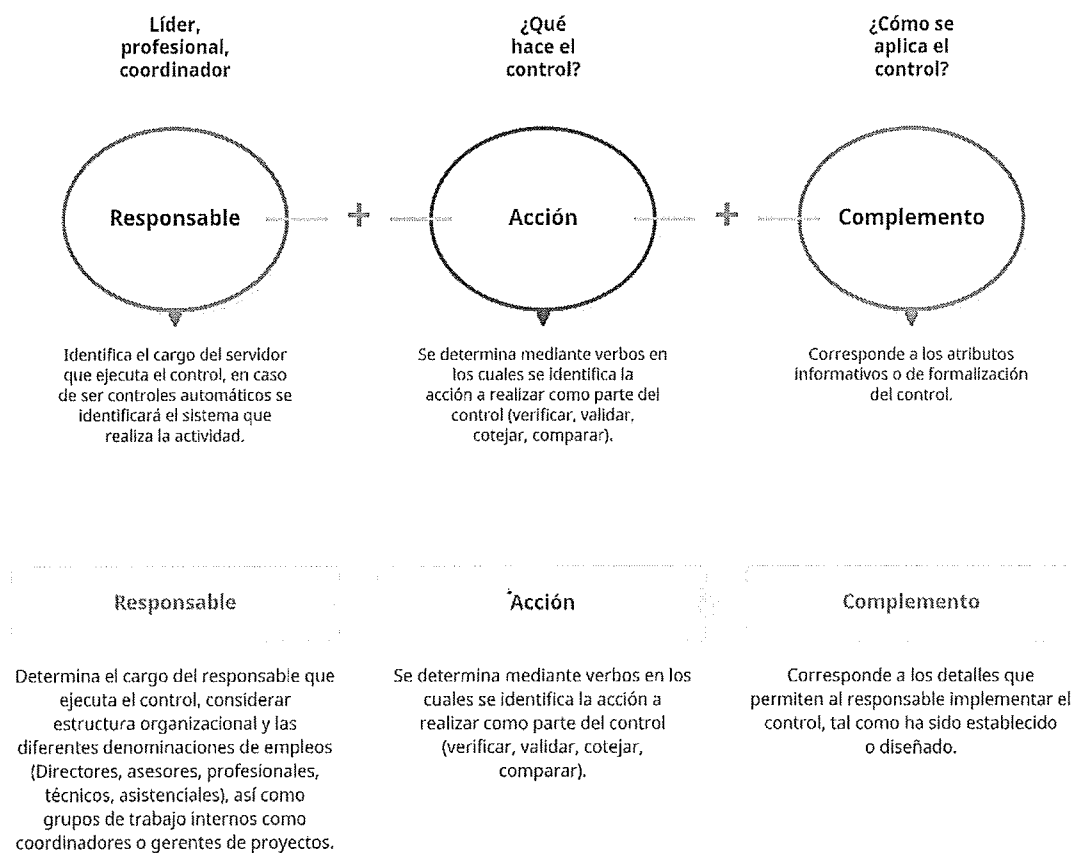 Líder,
profesional,
coordinador
¿Qué
hace el
control?
¿Cómo se
aplica el
control?
Responsable
+
Acción
+
Complemento
Identifica el cargo del servidor
que ejecuta el control, en caso
de ser controles automáticos se
identificará el sistema que
realiza la actividad.
Se determina mediante verbos en
los cuales se identifica la
acción a realizar como parte del
control (verificar, validar,
cotejar, comparar).
Corresponde a los atributos
informativos o de formalización
del control.
Responsable
Acción
Complemento
Determina el cargo del responsable que
ejecuta el control, considerar
estructura organizacional y las
diferentes denominaciones de empleos
(Directores, asesores, profesionales,
técnicos, asistenciales), así como
grupos de trabajo internos como
coordinadores o gerentes de proyectos.
Se determina mediante verbos en los
cuales se identifica la acción a
realizar como parte del control
(verificar, validar, cotejar,
comparar).
Corresponde a los detalles que
permiten al responsable implementar el
control, tal como ha sido establecido
o diseñado.